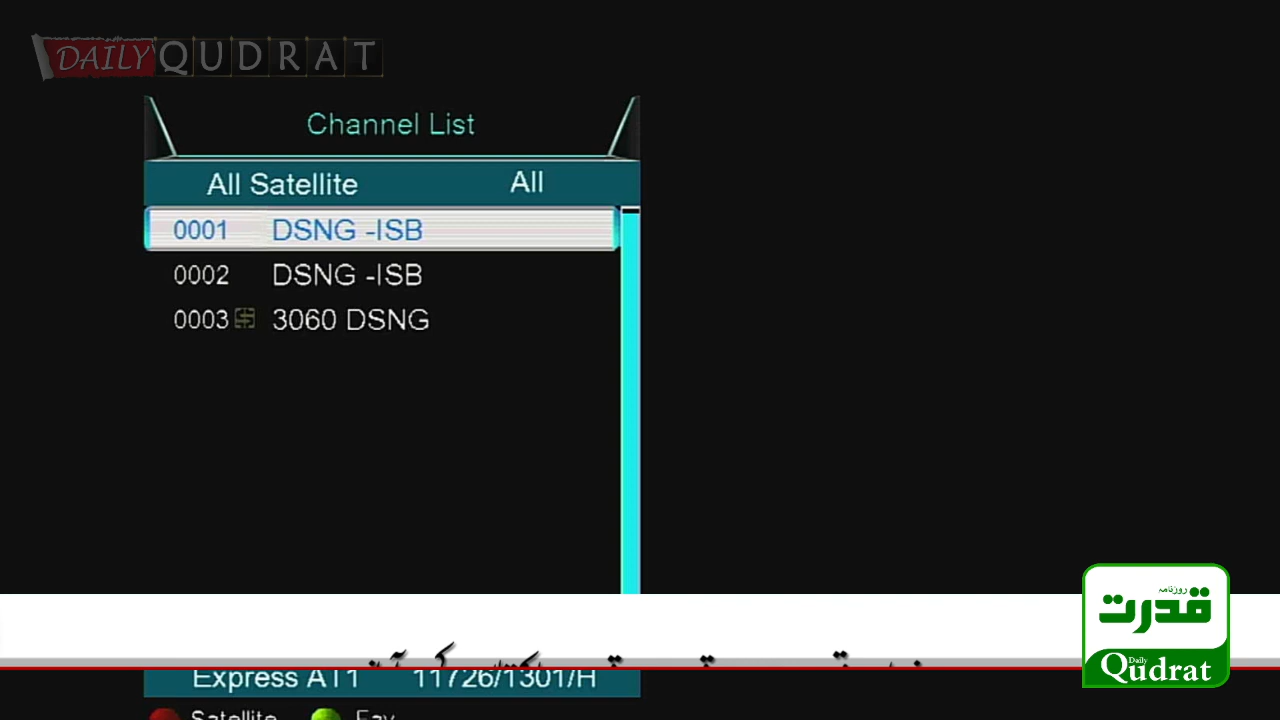 DAILY QUDRAT
Channel List
All Satellite All
0001 DSNG -ISB
0002 DSNG -ISB
0003 3060 DSNG
روزنامہ
قدرت
Daily
Qudrat
Express AT1 11726/1301/H
Satellite Fav